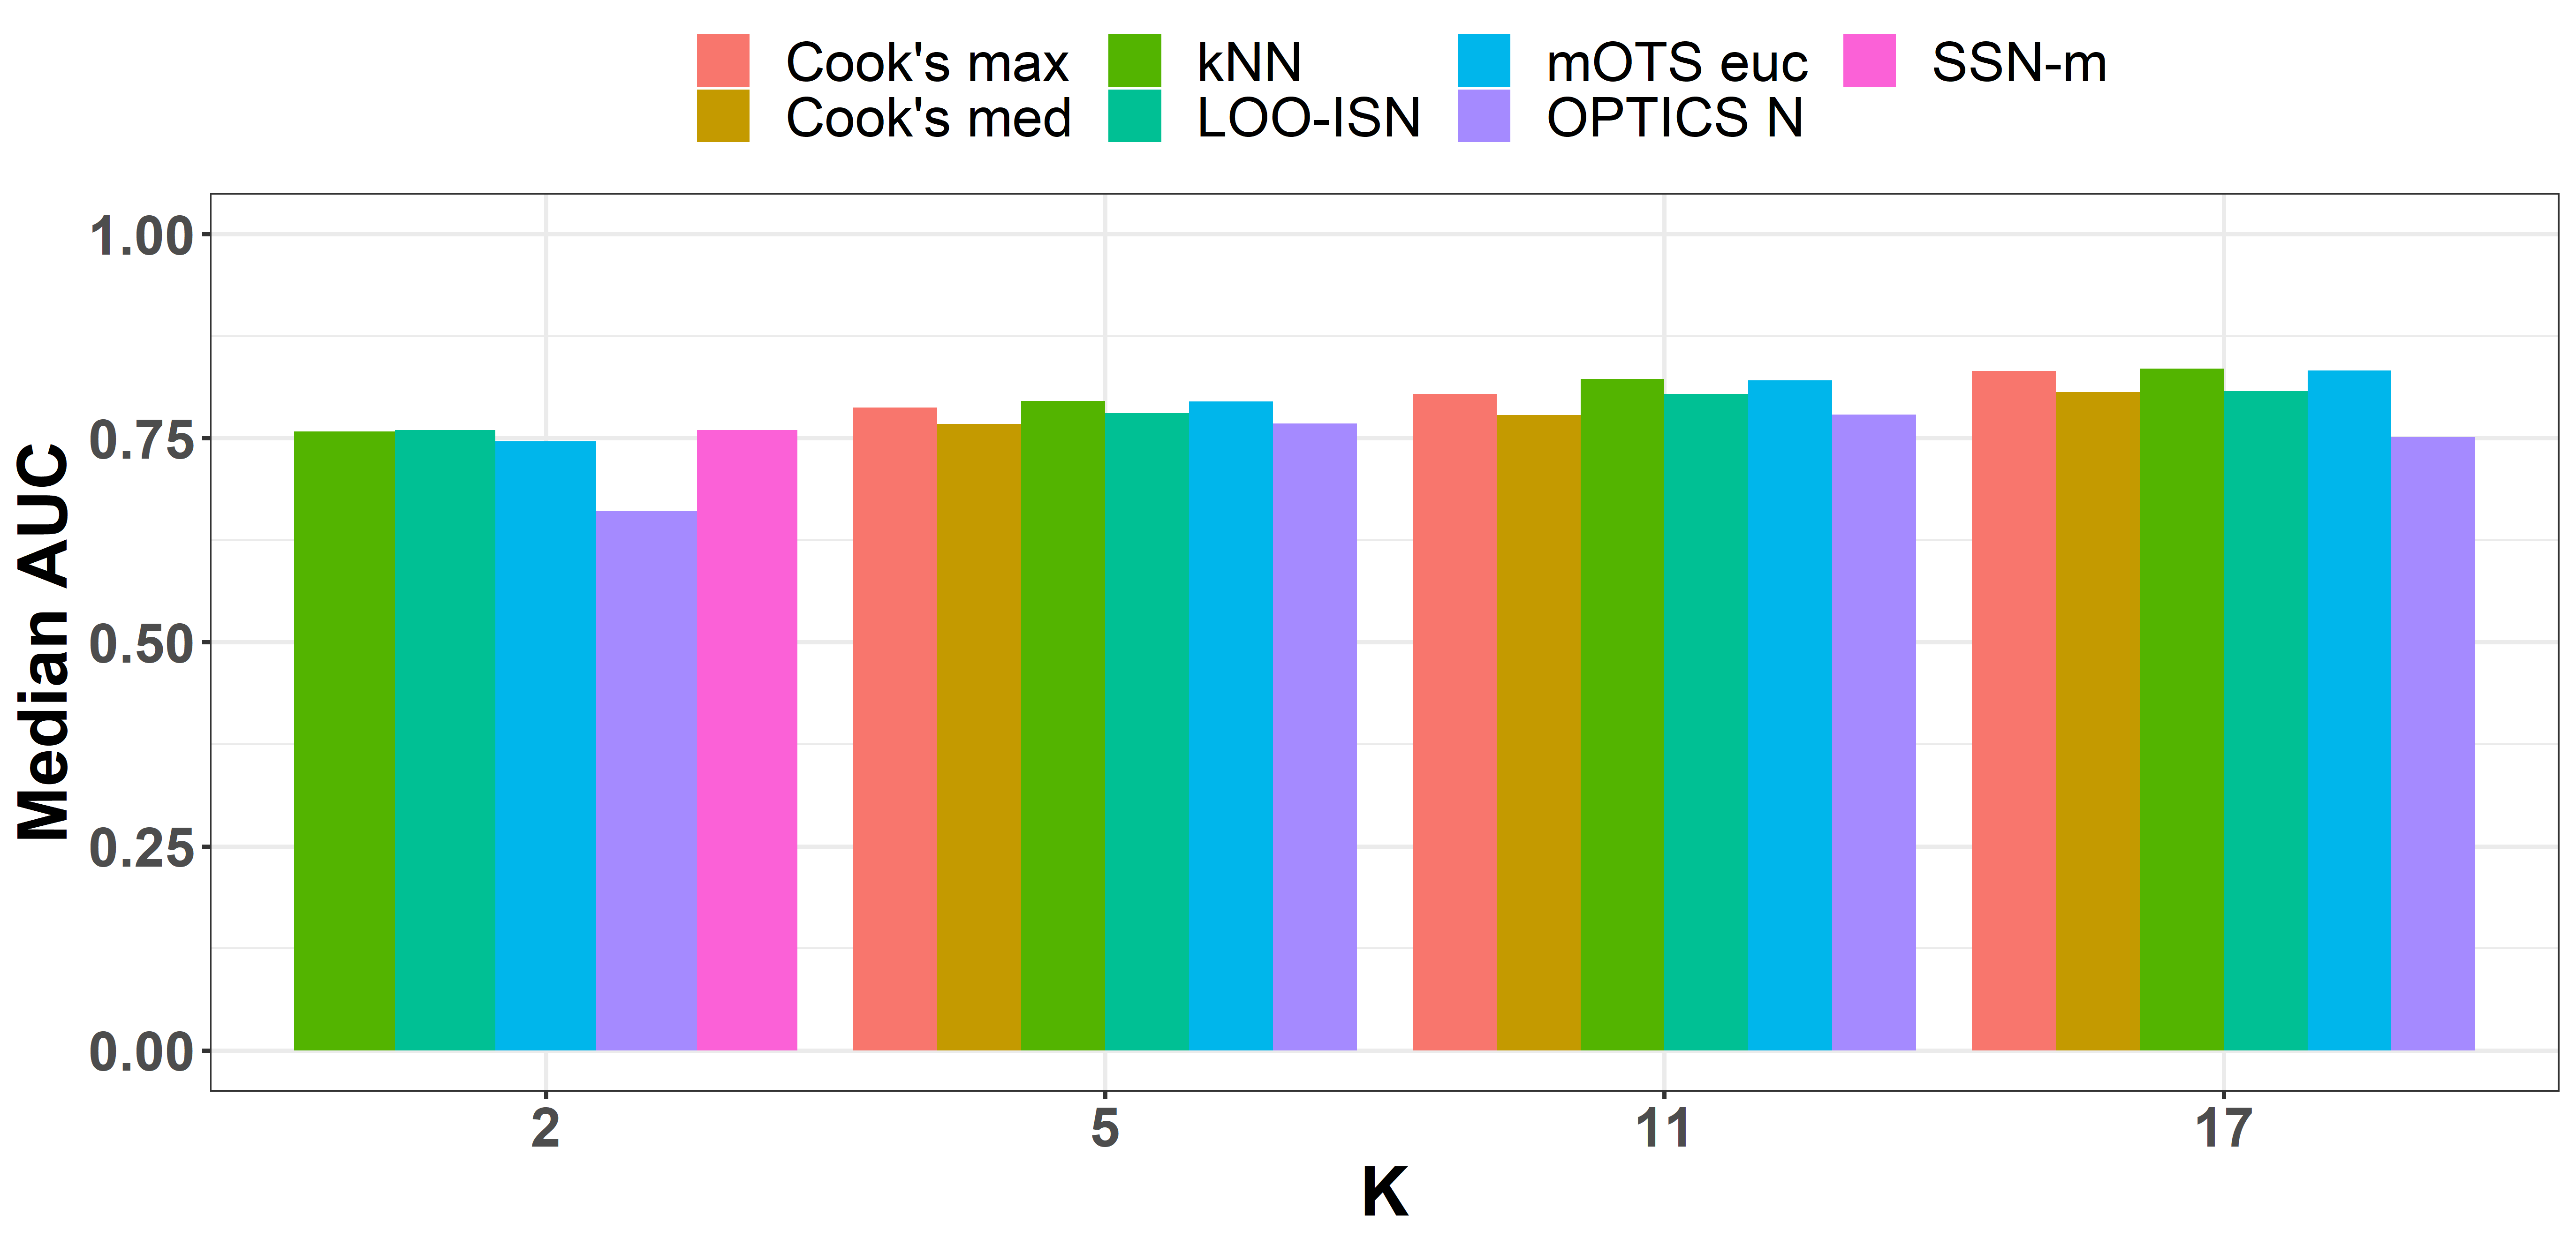 Cook's max kNN mOTS euc SSN-m
Cook's med LOO-ISN OPTICS N
1.00
0.75
0.50
0.25
0.00
Median AUC
2 5 11 17
K